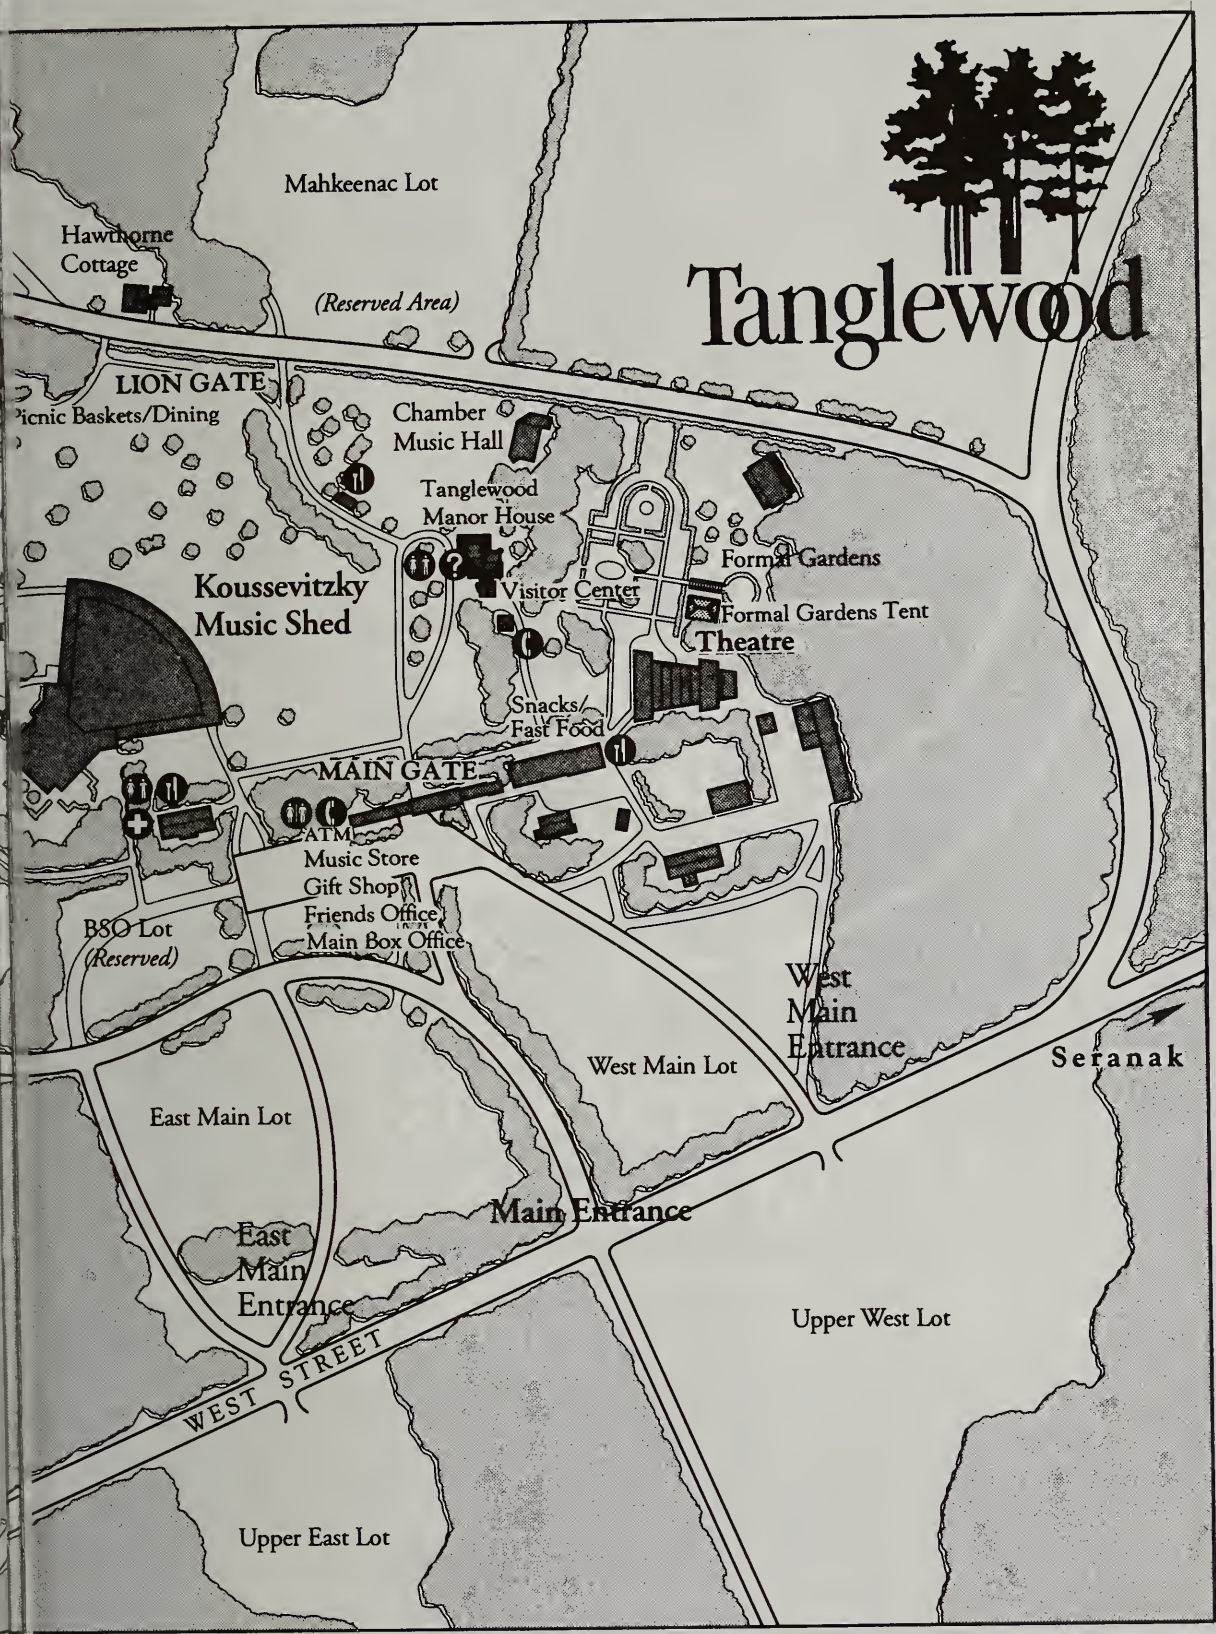 Mahkeenac Lot
Hawthorne
Cottage
(Reserved Area)
Tanglewood
LION GATE
Picnic Baskets/Dining
Chamber
Music Hall
Tanglewood
Manor House
?
Formal Gardens
Koussevitzky
Music Shed
Visitor Center
Formal Gardens Tent
Theatre
Snacks/
Fast Food
MAIN GATE
ATM
Music Store
Gift Shop
Friends Office
Main Box Office
BSO Lot
(Reserved)
West
Main
Entrance
West Main Lot
Seranak
East Main Lot
Main Entrance
East
Main
Entrance
Upper West Lot
WEST STREET
Upper East Lot